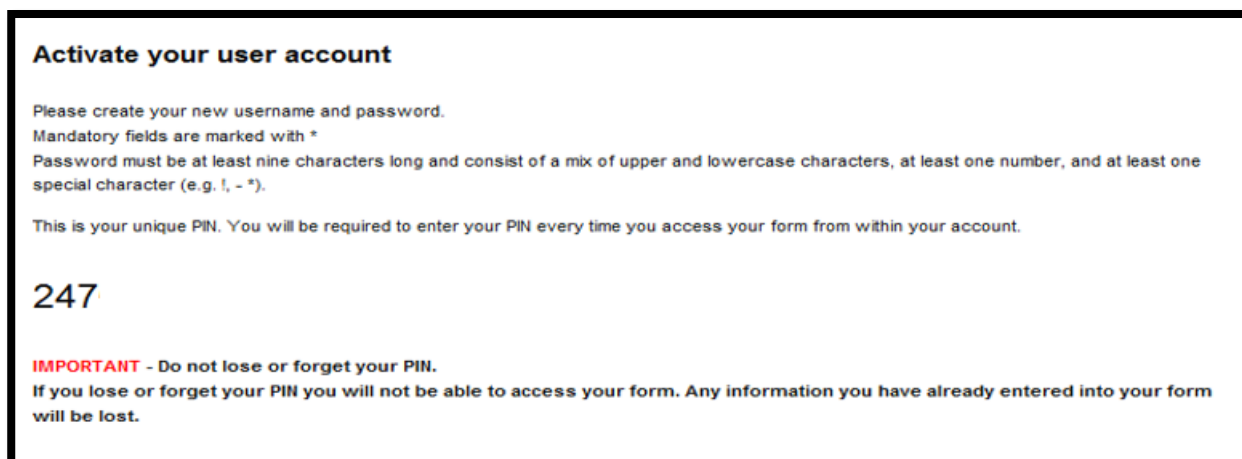 Activate your user account
Please create your new username and password.
Mandatory fields are marked with *
Password must be at least nine characters long and consist of a mix of upper and lowercase characters, at least one number, and at least one
special character (e.g. !, - *).
This is your unique PIN. You will be required to enter your PIN every time you access your form from within your account.
247
IMPORTANT - Do not lose or forget your PIN.
If you lose or forget your PIN you will not be able to access your form. Any information you have already entered into your form
will be lost.